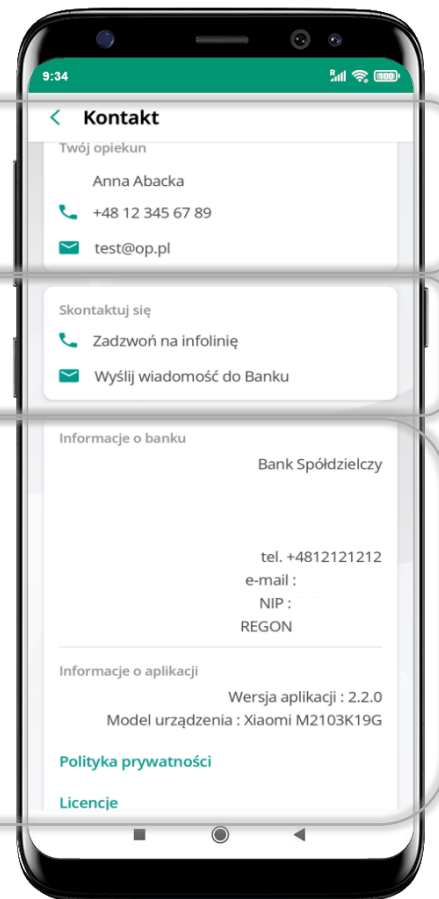 9:34
100
Kontakt
Twój opiekun
Anna Abacka
+48 12 345 67 89
test@op.pl
Skontaktuj się
Zadzwoń na infolinię
Wyślij wiadomość do Banku
Informacje o banku
Bank Spółdzielczy
tel. +4812121212
e-mail :
NIP :
REGON
Informacje o aplikacji
Wersja aplikacji : 2.2.0
Model urządzenia : Xiaomi M2103K19G
Polityka prywatności
Licencje